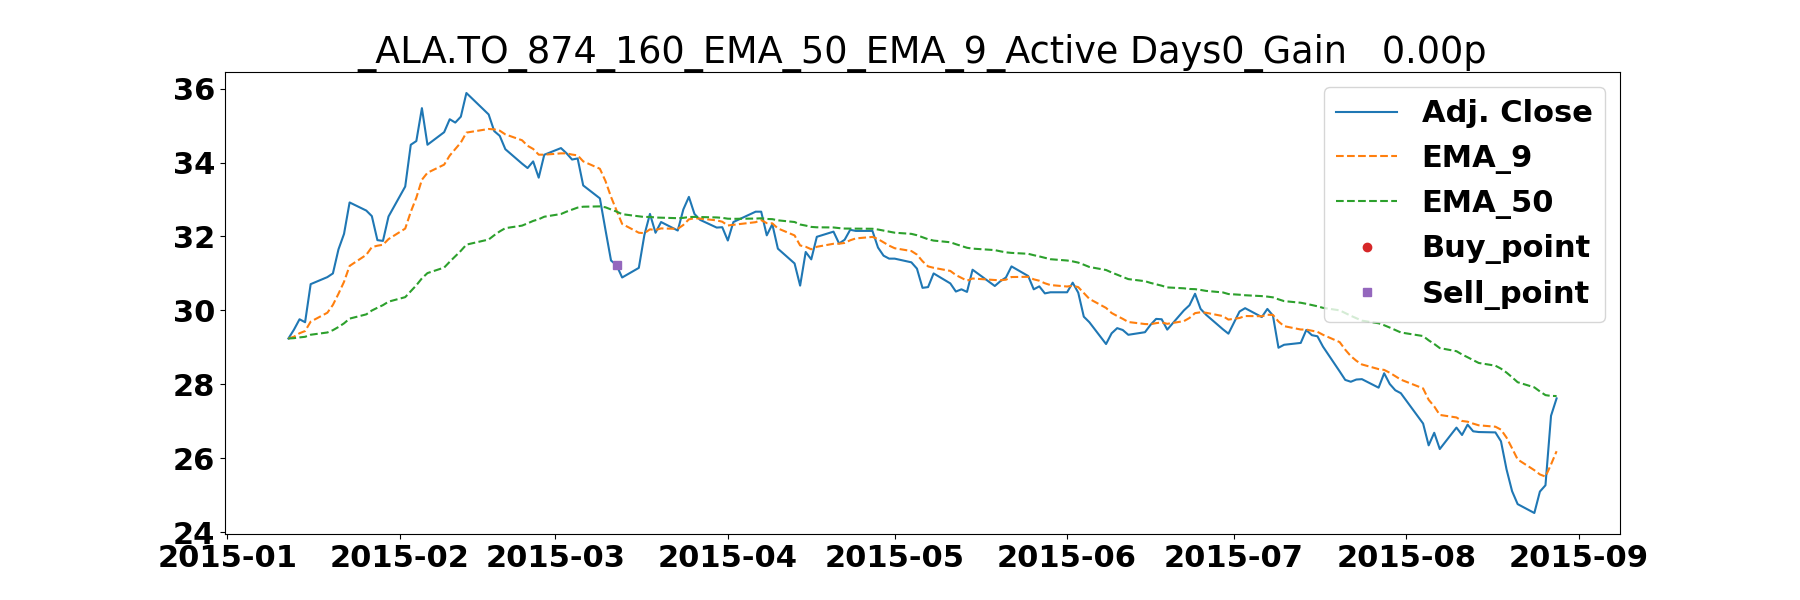 _ALA.TO_874_160_EMA_50_EMA_9_Active Days0_Gain   0.00p
36
34
32
30
28
26
24
Adj. Close
EMA_9
EMA_50
Buy_point
Sell_point
2015-01 2015-02 2015-03 2015-04 2015-05 2015-06 2015-07 2015-08 2015-09